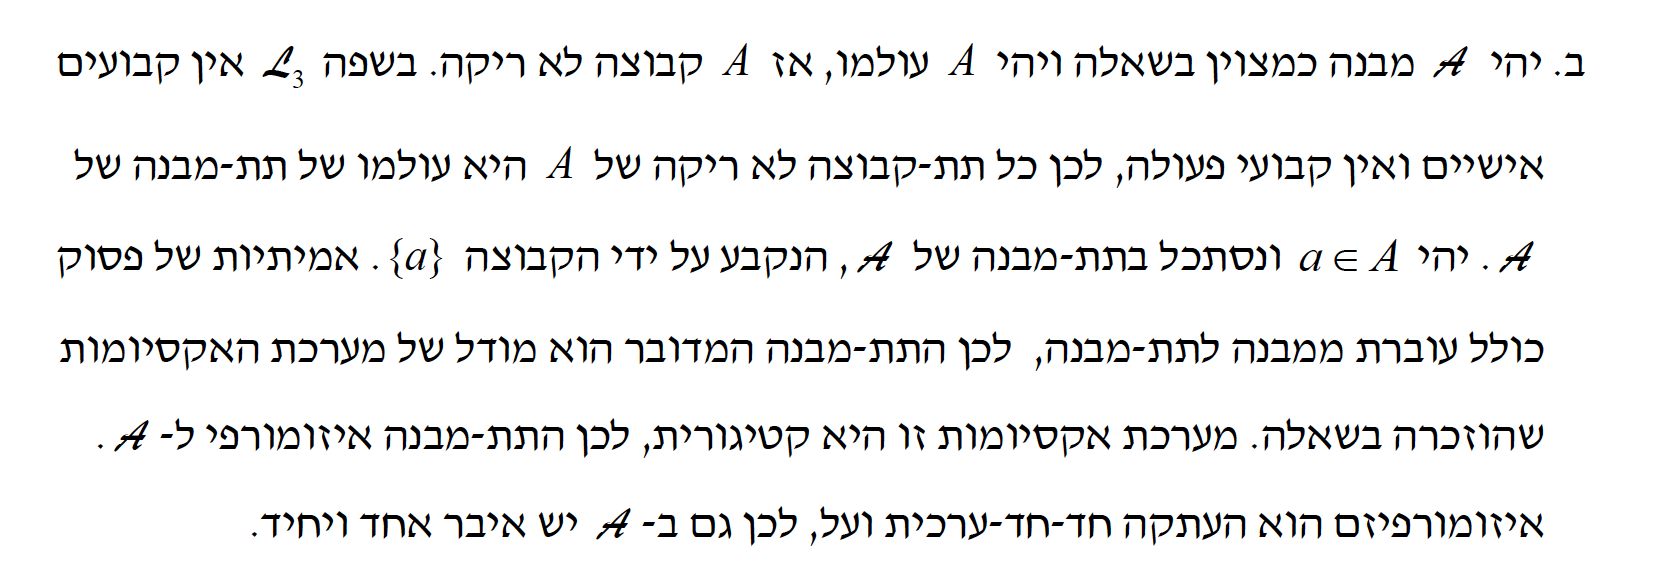 ב. יהי 𝓐 מבנה כמצוין בשאלה ויהי A עולמו, אז A קבוצה לא ריקה. בשפה 𝓛₃ אין קבועים
אישיים ואין קבועי פעולה, לכן כל תת-קבוצה לא ריקה של A היא עולמו של תת-מבנה של
𝓐 . יהי a ∈ A ונסתכל בתת-מבנה של 𝓐 , הנקבע על ידי הקבוצה {a} . אמיתיות של פסוק
כולל עוברת ממבנה לתת-מבנה, לכן התת-מבנה המדובר הוא מודל של מערכת האקסיומות
שהוזכרה בשאלה. מערכת אקסיומות זו היא קטיגורית, לכן התת-מבנה איזומורפי ל- 𝓐 .
איזומורפיזם הוא העתקה חד-חד-ערכית ועל, לכן גם ב- 𝓐 יש איבר אחד ויחיד.